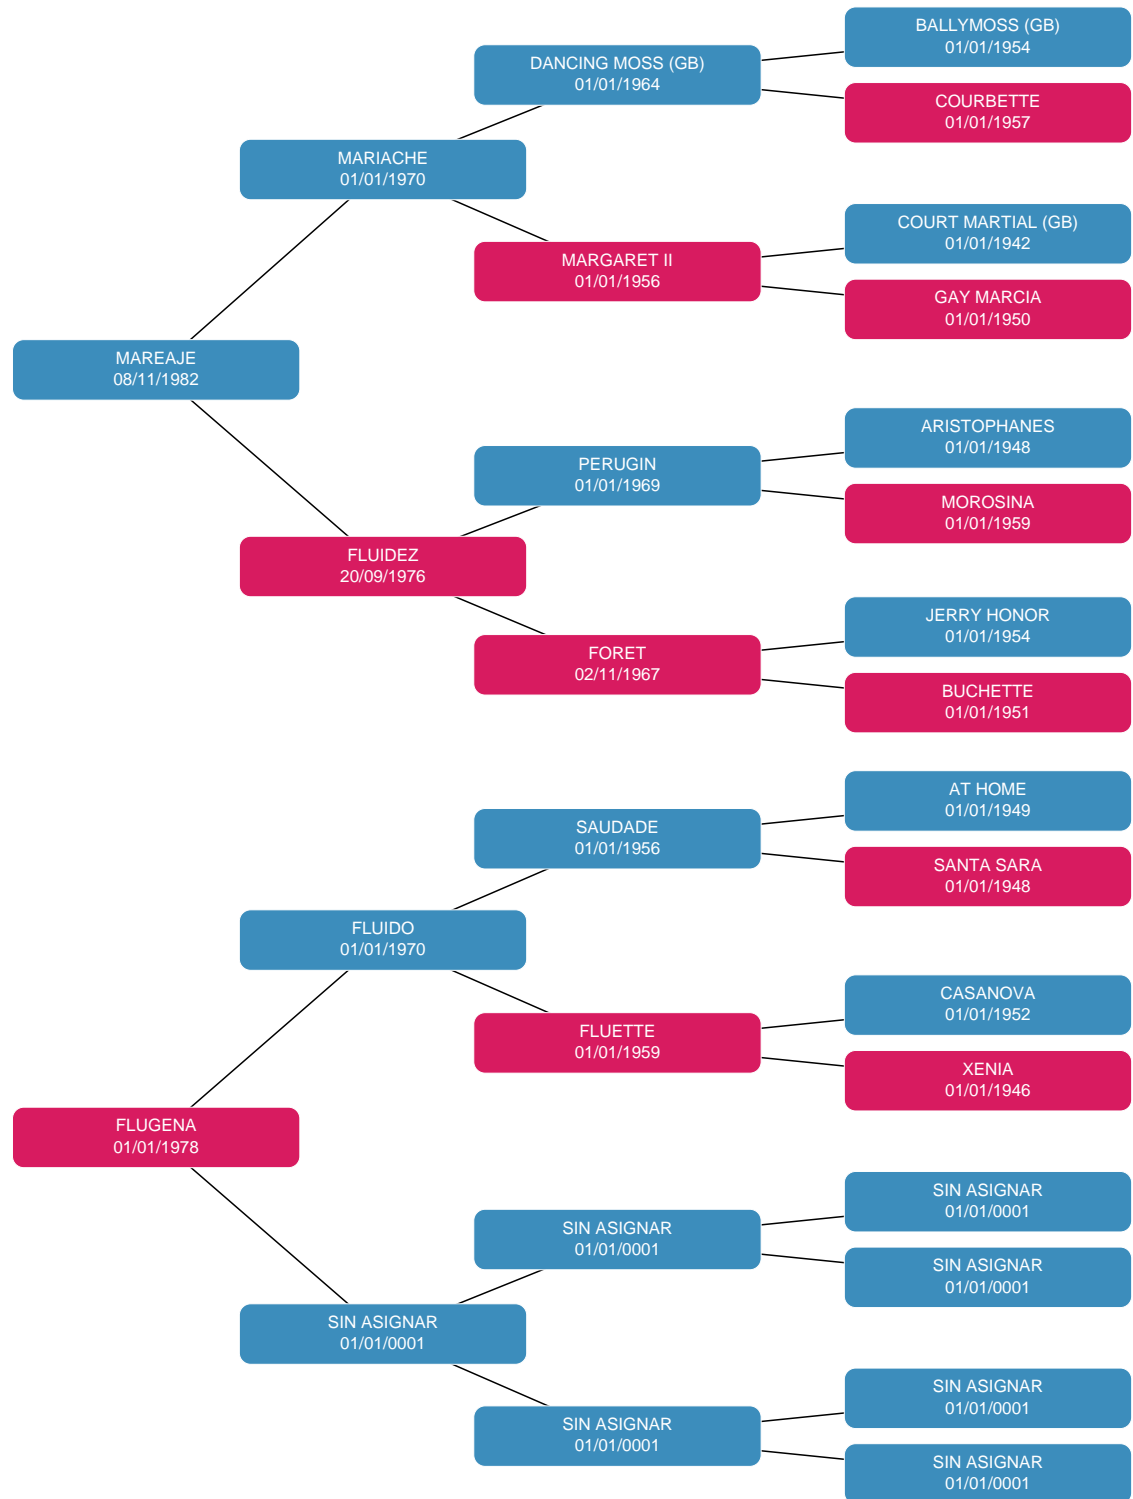 BALLYMOSS (GB)
01/01/1954
DANCING MOSS (GB)
01/01/1964
COURBETTE
01/01/1957
MARIACHE
01/01/1970
COURT MARTIAL (GB)
01/01/1942
MARGARET II
01/01/1956
GAY MARCIA
01/01/1950
MAREAJE
08/11/1982
ARISTOPHANES
01/01/1948
PERUGIN
01/01/1969
MOROSINA
01/01/1959
FLUIDEZ
20/09/1976
JERRY HONOR
01/01/1954
FORET
02/11/1967
BUCHETTE
01/01/1951
AT HOME
01/01/1949
SAUDADE
01/01/1956
SANTA SARA
01/01/1948
FLUIDO
01/01/1970
CASANOVA
01/01/1952
FLUETTE
01/01/1959
XENIA
01/01/1946
FLUGENA
01/01/1978
SIN ASIGNAR
01/01/0001
SIN ASIGNAR
01/01/0001
SIN ASIGNAR
01/01/0001
SIN ASIGNAR
01/01/0001
SIN ASIGNAR
01/01/0001
SIN ASIGNAR
01/01/0001
SIN ASIGNAR
01/01/0001